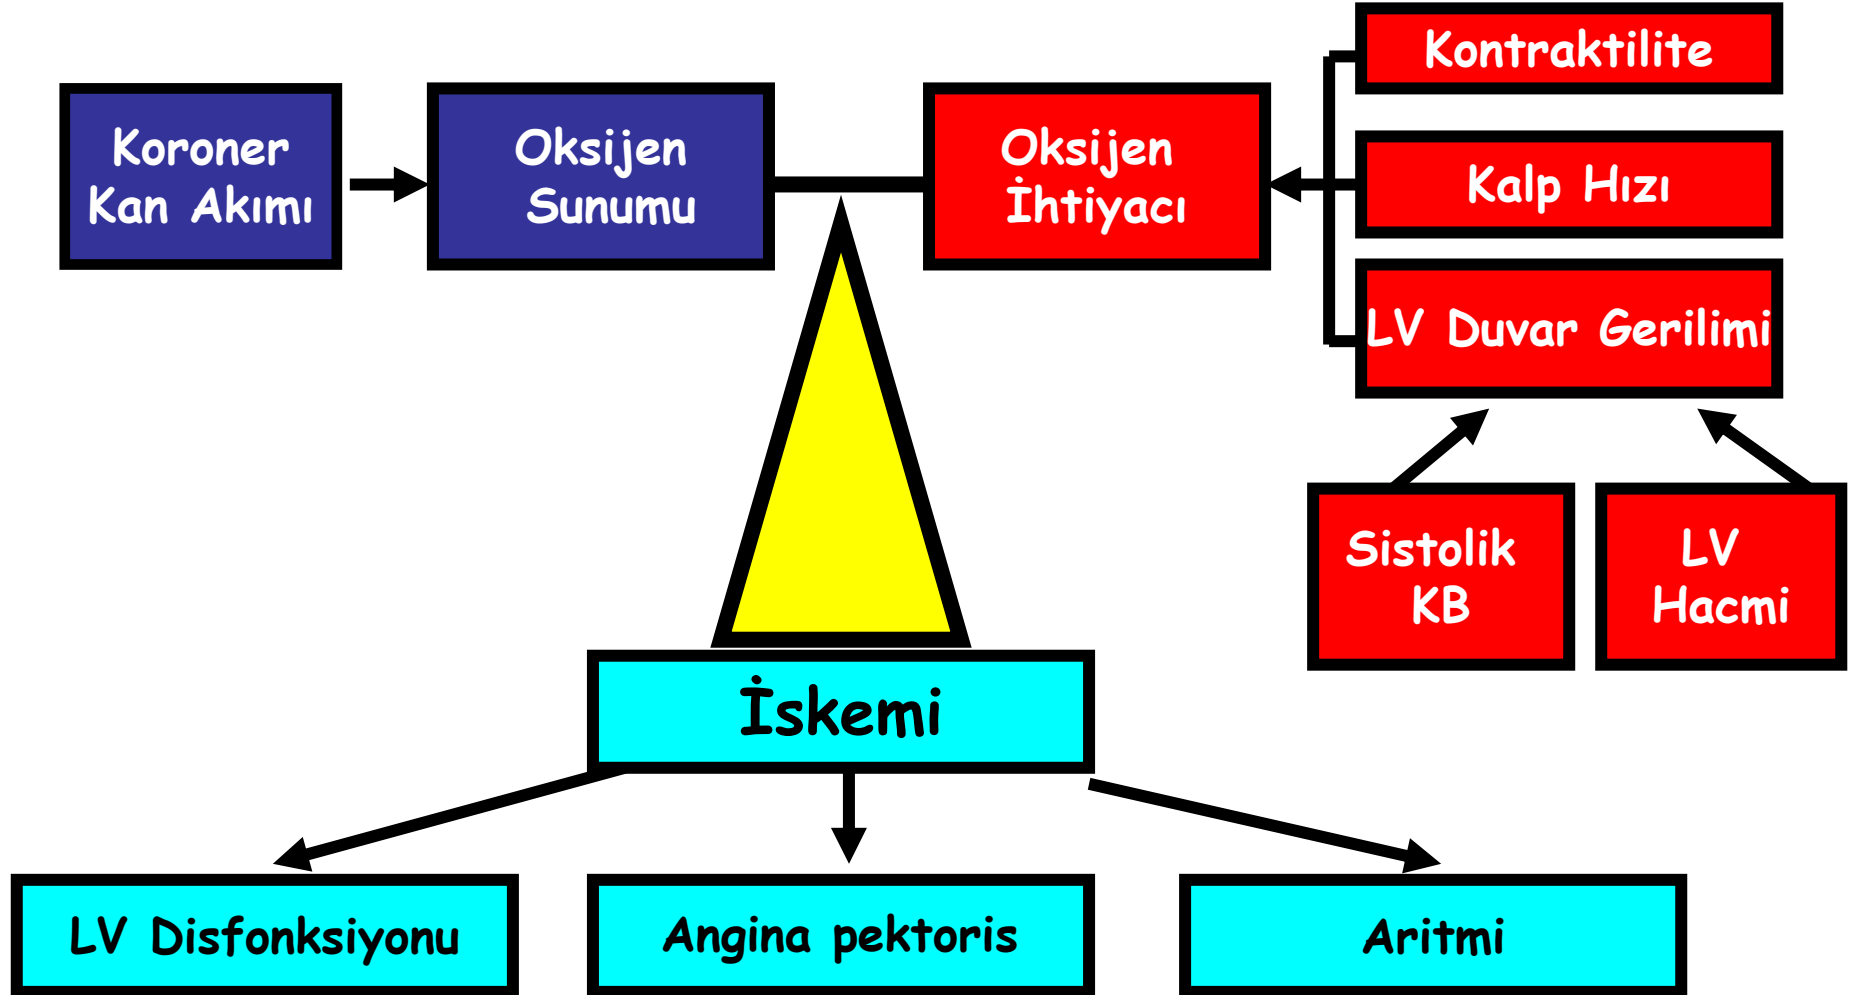 Kontraktilite
Koroner
Kan Akımı
Oksijen
Sunumu
Oksijen
İhtiyacı
Kalp Hızı
LV Duvar Gerilimi
Sistolik
KB
LV
Hacmi
İskemi
LV Disfonksiyonu
Angina pektoris
Aritmi